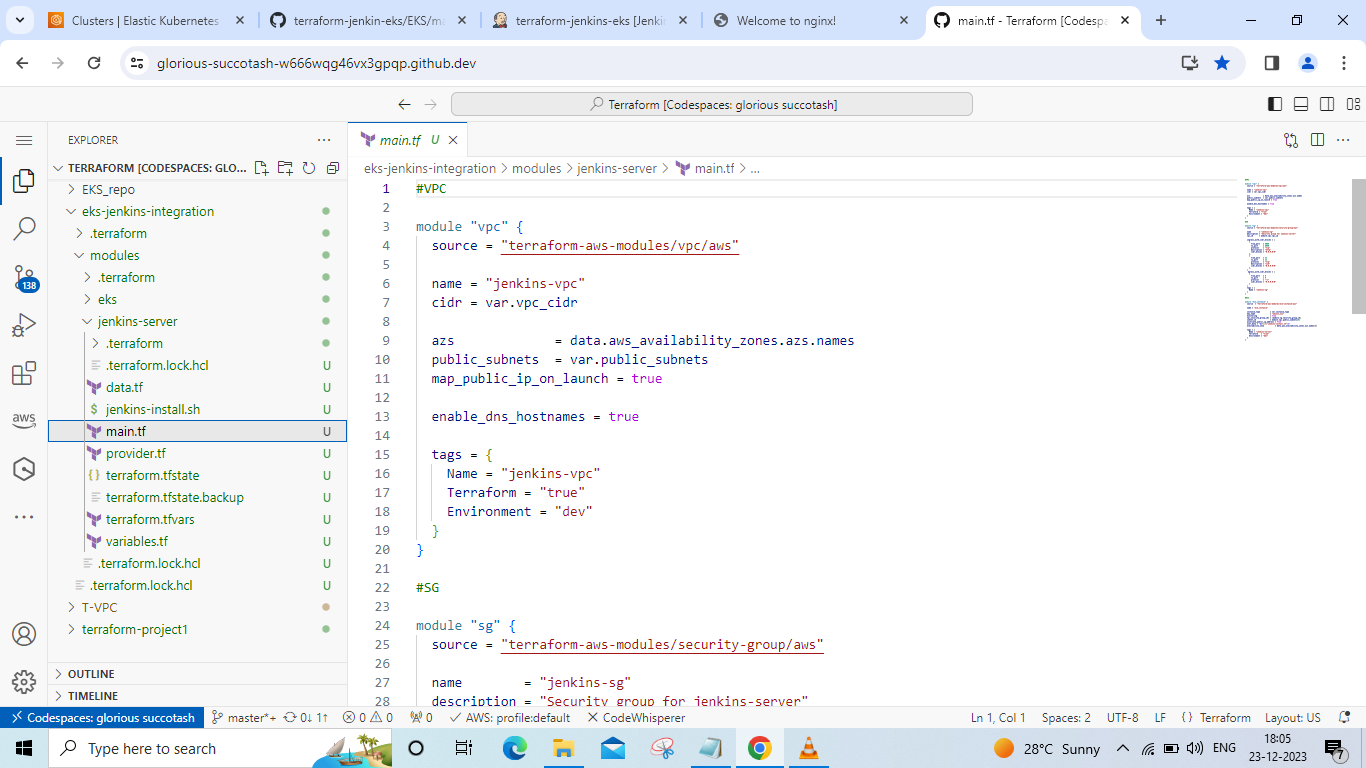 Clusters | Elastic Kubernetes
terraform-jenkin-eks/EKS/m
terraform-jenkins-eks [Jenki
Welcome to nginx!
main.tf - Terraform [Codespa
glorious-succotash-w666wqg46vx3gpqp.github.dev
Terraform [Codespaces: glorious succotash]
EXPLORER
TERRAFORM [CODESPACES: GLO...
EKS_repo
eks-jenkins-integration
.terraform
modules
.terraform
eks
jenkins-server
.terraform
.terraform.lock.hcl U
data.tf U
$ jenkins-install.sh U
main.tf U
provider.tf U
{} terraform.tfstate U
terraform.tfstate.backup U
terraform.tfvars U
variables.tf U
.terraform.lock.hcl U
.terraform.lock.hcl U
T-VPC
terraform-project1
OUTLINE
TIMELINE
138
aws
main.tf U
eks-jenkins-integration > modules > jenkins-server > main.tf > ...
1 #VPC
2
3 module "vpc" {
4 source = "terraform-aws-modules/vpc/aws"
5
6 name = "jenkins-vpc"
7 cidr = var.vpc_cidr
8
9 azs = data.aws_availability_zones.azs.names
10 public_subnets = var.public_subnets
11 map_public_ip_on_launch = true
12
13 enable_dns_hostnames = true
14
15 tags = {
16 Name = "jenkins-vpc"
17 Terraform = "true"
18 Environment = "dev"
19 }
20 }
21
22 #SG
23
24 module "sg" {
25 source = "terraform-aws-modules/security-group/aws"
26
27 name = "jenkins-sg"
28 description = "Security group for jenkins-server"
Codespaces: glorious succotash master*+ 0↓ 1↑ 0 0 0 AWS: profile:default CodeWhisperer Ln 1, Col 1 Spaces: 2 UTF-8 LF {} Terraform Layout: US
Type here to search
28°C Sunny
ENG
18:05
23-12-2023
7